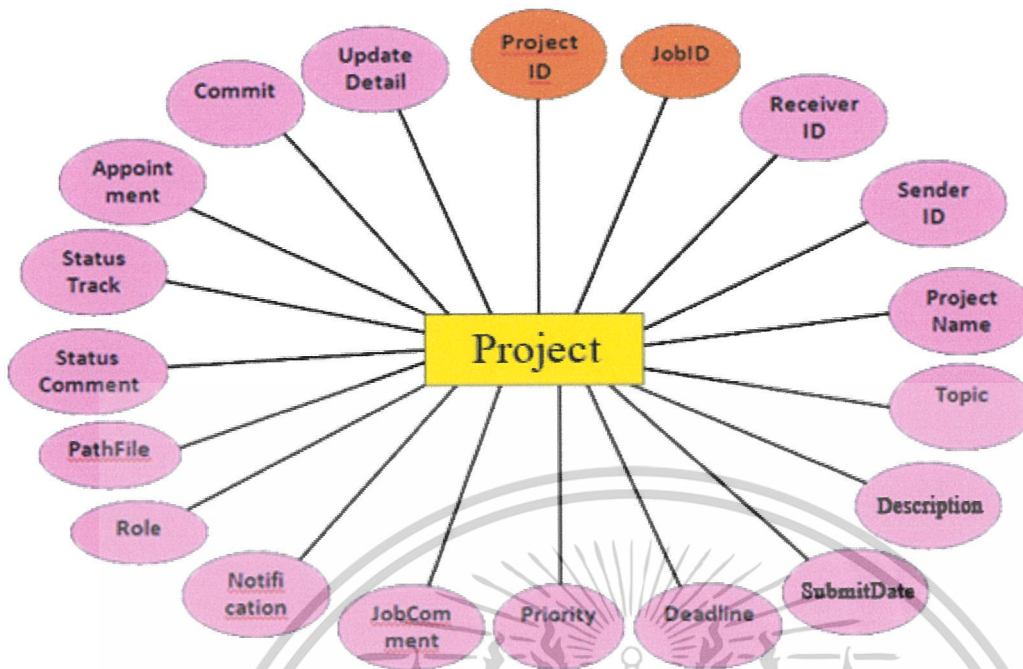 Project
ID
JobID
Receiver
ID
Sender
ID
Project
Name
Topic
Description
SubmitDate
Deadline
Priority
JobCom
ment
Notifi
cation
Role
PathFile
Status
Comment
Status
Track
Appoint
ment
Commit
Update
Detail
Project